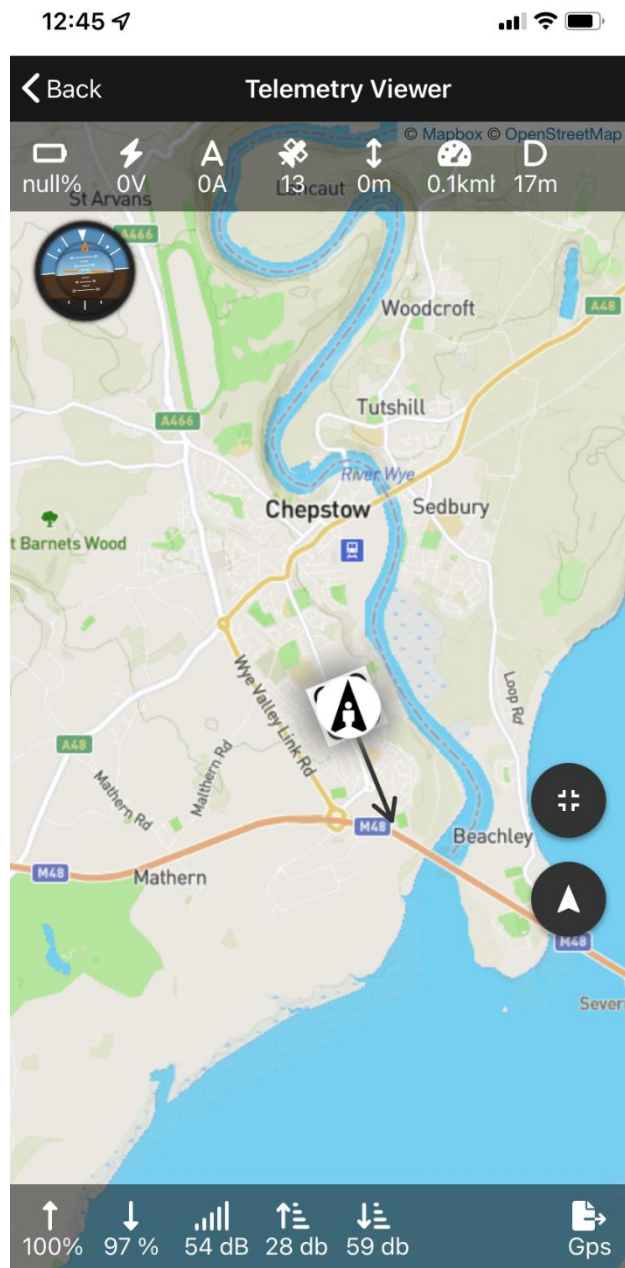 12:45
Back
Telemetry Viewer
© Mapbox © OpenStreetMap
A
D
null% 0V 0A 13 0m 0.1kmh 17m
St Arvans
Lancaut
A466
Woodcroft
A48
Tutshill
A466
River Wye
Chepstow
Sedbury
t Barnets Wood
Wye Valley Link Rd
Loop Rd
A48
Mathern Rd
Malthern Rd
M48
Beachley
M48
Mathern
M48
Sever
100% 97 % 54 dB 28 db 59 db Gps